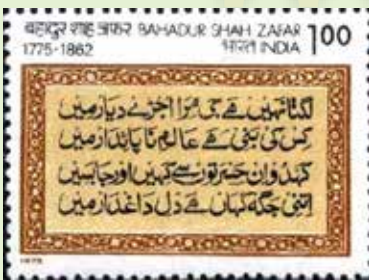 बहादुर शाह ज़फर BAHADUR SHAH ZAFAR
1775-1862 भारत INDIA 100
لگتا نہیں ہے جی مرا اجڑے دیار میں
کس کی بنی ہے عالم ناپائدار میں
کہدو ان حسرتوں سے کہیں اور جا بسیں
اتنی جگہ کہاں ہے دل داغدار میں
1975